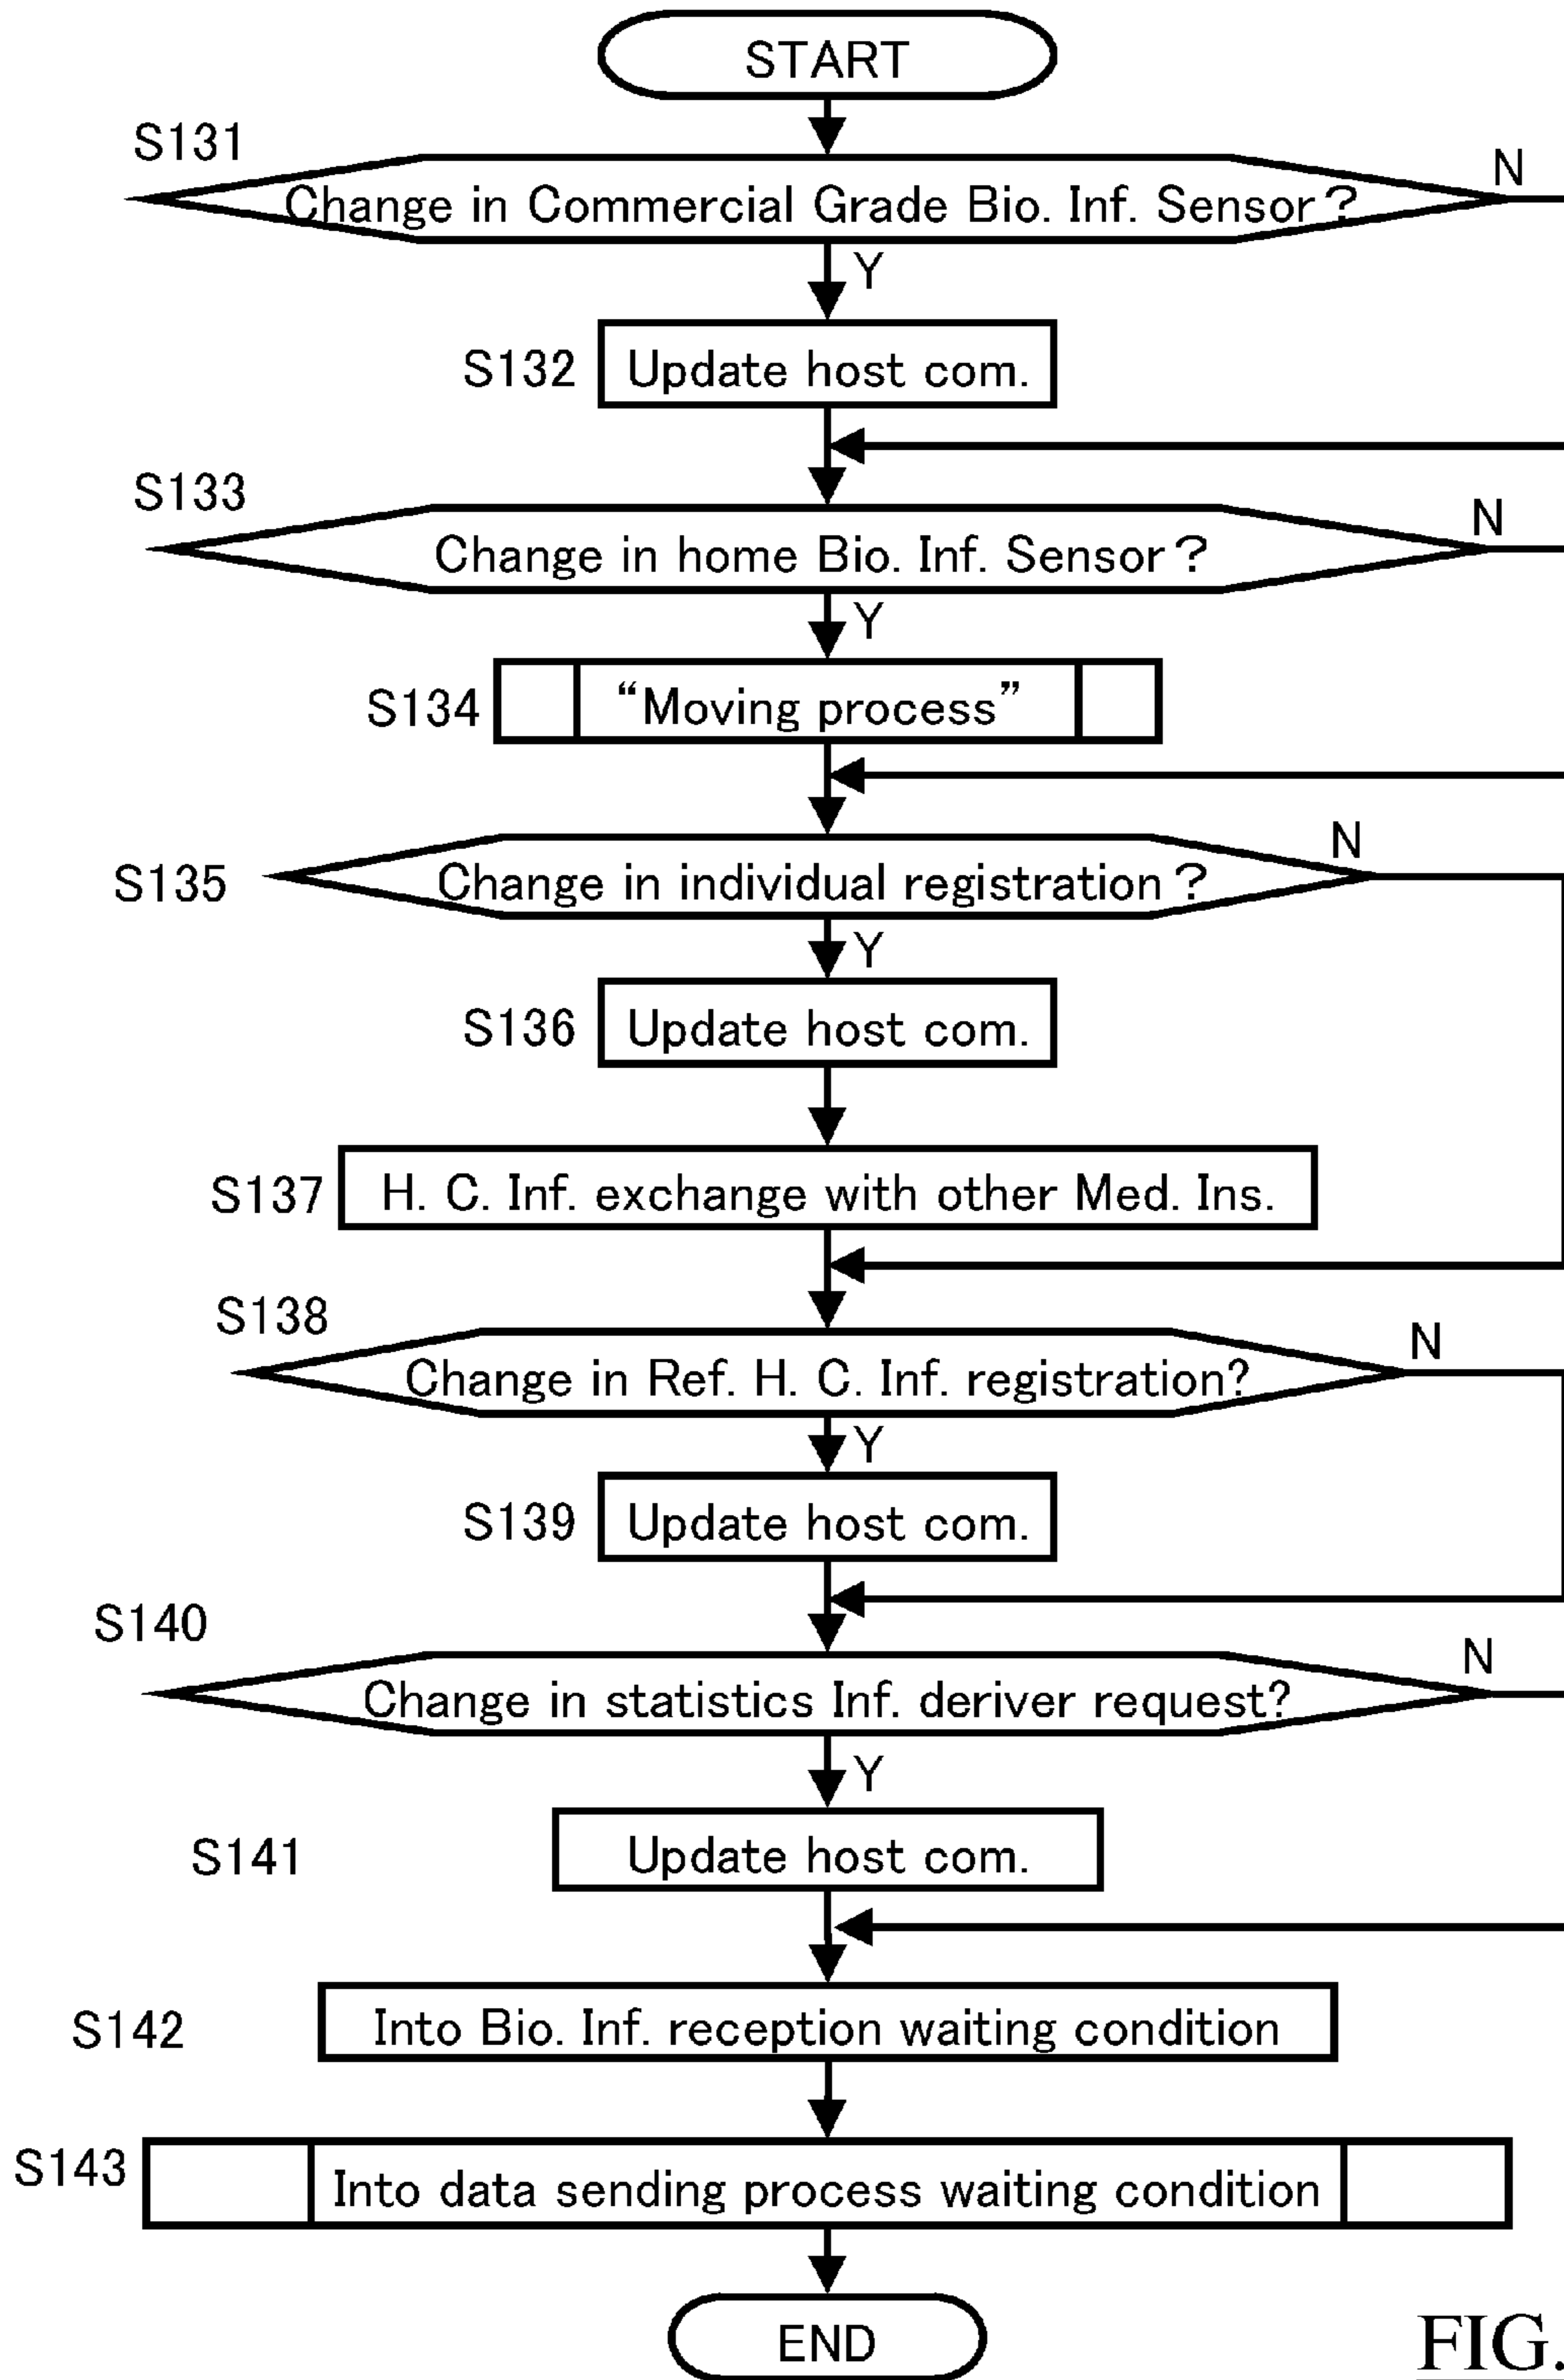 START
S131
Change in Commercial Grade Bio. Inf. Sensor?
N
Y
S132
Update host com.
S133
Change in home Bio. Inf. Sensor?
N
Y
S134
“Moving process”
S135
Change in individual registration?
N
Y
S136
Update host com.
S137
H. C. Inf. exchange with other Med. Ins.
S138
Change in Ref. H. C. Inf. registration?
N
Y
S139
Update host com.
S140
Change in statistics Inf. deriver request?
N
Y
S141
Update host com.
S142
Into Bio. Inf. reception waiting condition
S143
Into data sending process waiting condition
END
FIG.